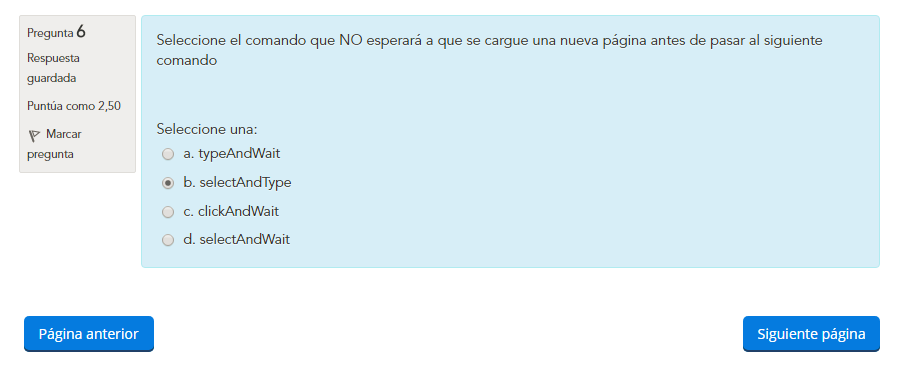 Pregunta 6
Respuesta
guardada
Puntúa como 2,50
Marcar
pregunta
Seleccione el comando que NO esperará a que se cargue una nueva página antes de pasar al siguiente
comando
Seleccione una:
a. typeAndWait
b. selectAndType
c. clickAndWait
d. selectAndWait
Página anterior
Siguiente página